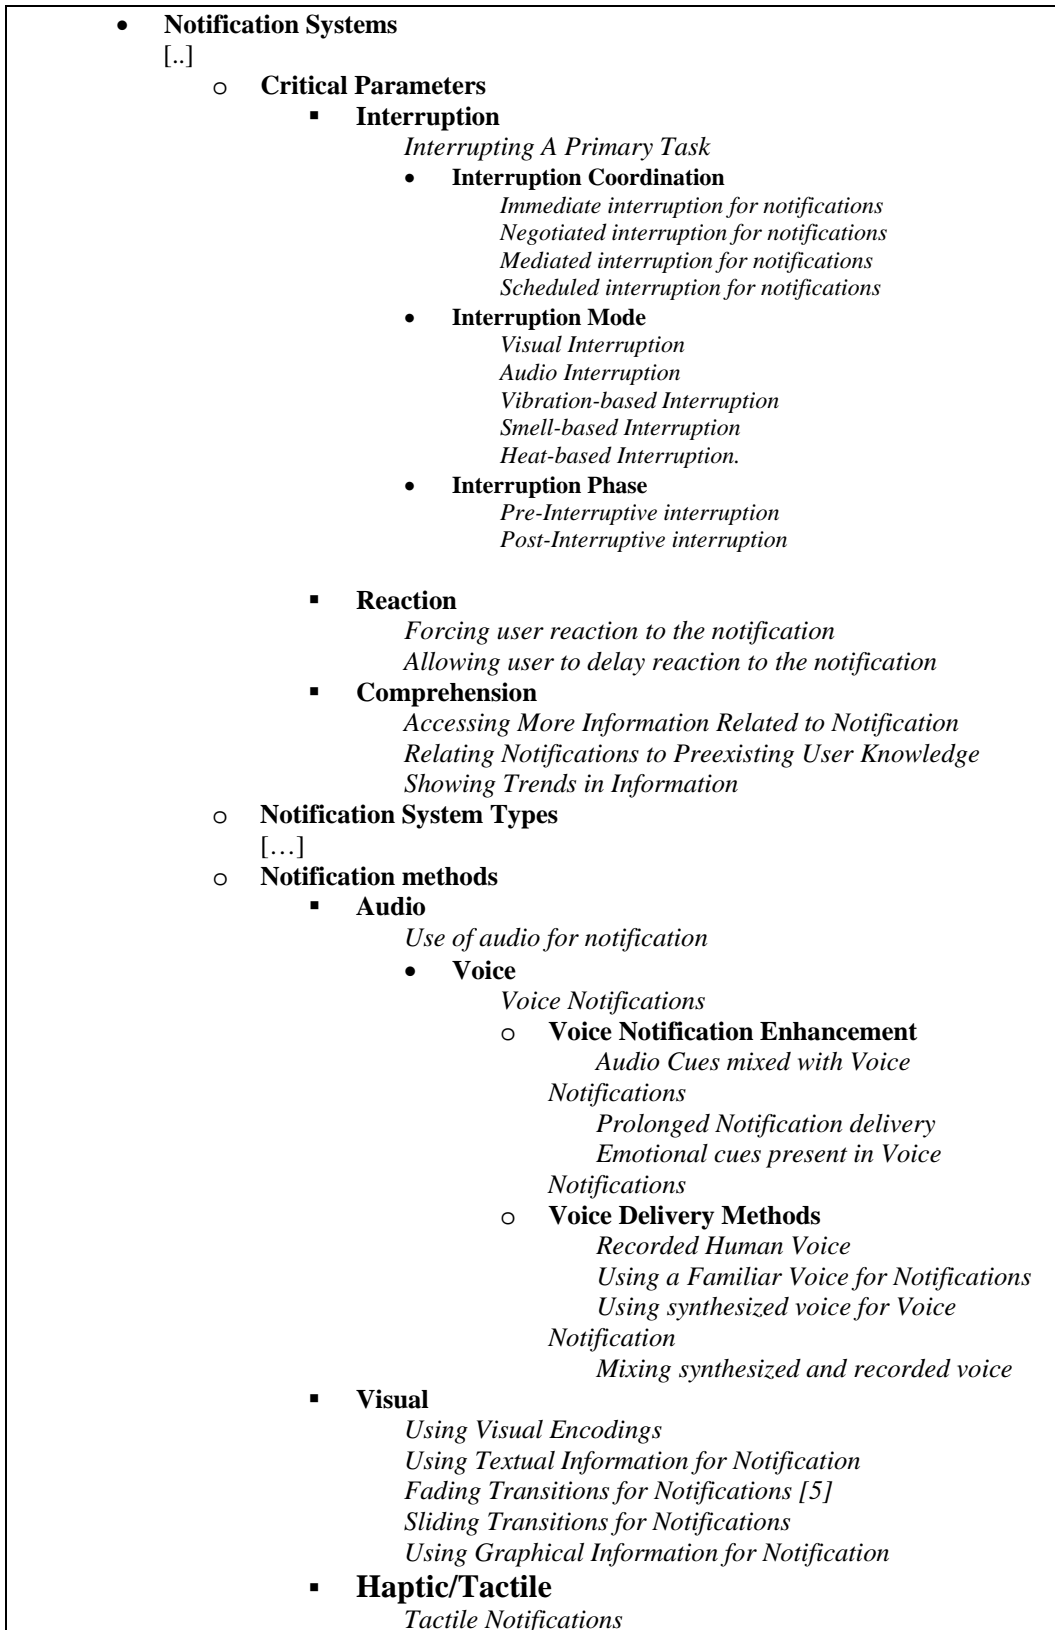 • Notification Systems
[..]
o Critical Parameters
▪ Interruption
Interrupting A Primary Task
• Interruption Coordination
Immediate interruption for notifications
Negotiated interruption for notifications
Mediated interruption for notifications
Scheduled interruption for notifications
• Interruption Mode
Visual Interruption
Audio Interruption
Vibration-based Interruption
Smell-based Interruption
Heat-based Interruption.
• Interruption Phase
Pre-Interruptive interruption
Post-Interruptive interruption
▪ Reaction
Forcing user reaction to the notification
Allowing user to delay reaction to the notification
▪ Comprehension
Accessing More Information Related to Notification
Relating Notifications to Preexisting User Knowledge
Showing Trends in Information
o Notification System Types
[…]
o Notification methods
▪ Audio
Use of audio for notification
• Voice
Voice Notifications
o Voice Notification Enhancement
Audio Cues mixed with Voice
Notifications
Prolonged Notification delivery
Emotional cues present in Voice
Notifications
o Voice Delivery Methods
Recorded Human Voice
Using a Familiar Voice for Notifications
Using synthesized voice for Voice
Notification
Mixing synthesized and recorded voice
▪ Visual
Using Visual Encodings
Using Textual Information for Notification
Fading Transitions for Notifications [5]
Sliding Transitions for Notifications
Using Graphical Information for Notification
▪ Haptic/Tactile
Tactile Notifications